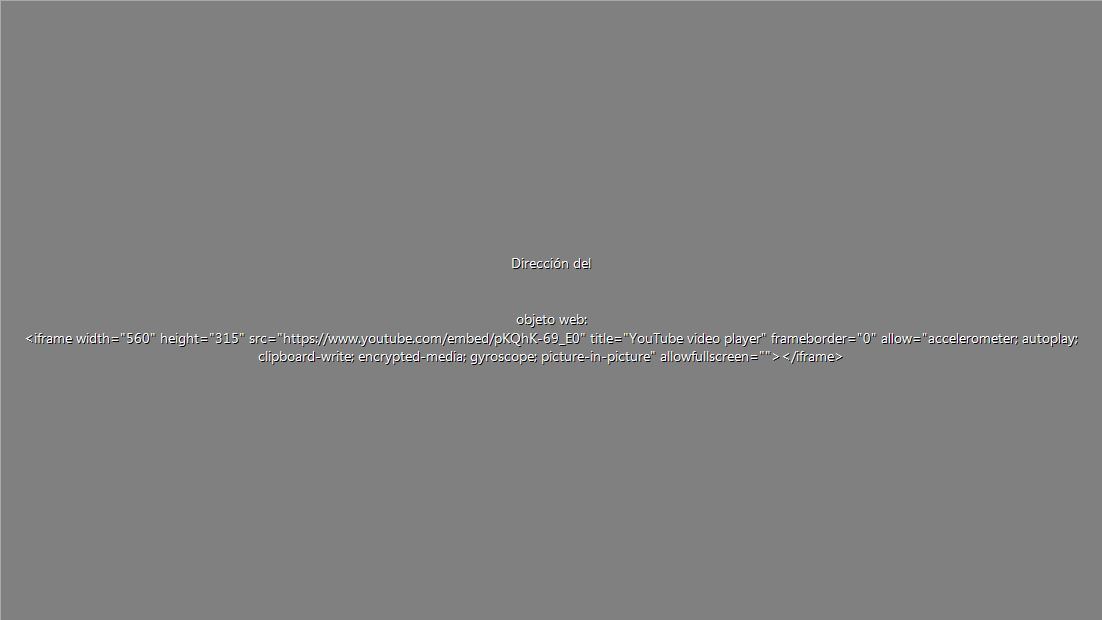 Dirección del
objeto web:
<iframe width="560" height="315" src="https://www.youtube.com/embed/pKQhK-69_E0" title="YouTube video player" frameborder="0" allow="accelerometer; autoplay;
clipboard-write; encrypted-media; gyroscope; picture-in-picture" allowfullscreen=""></iframe>